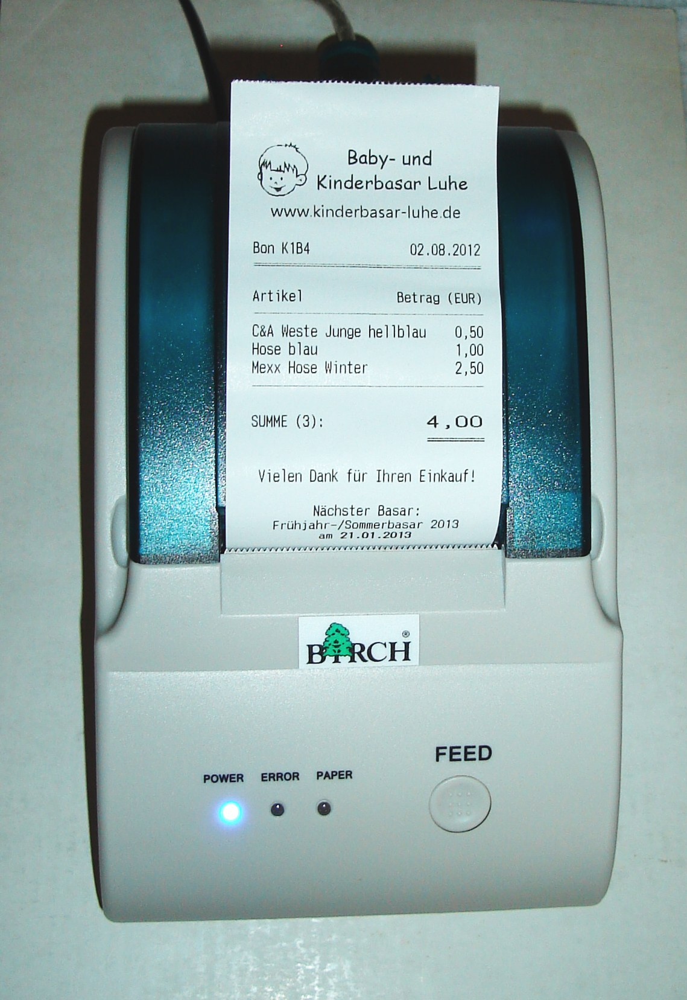 Baby- und
Kinderbasar Luhe
www.kinderbasar-luhe.de
Bon K1B4 02.08.2012
Artikel Betrag (EUR)
C&A Weste Junge hellblau 0,50
Hose blau 1,00
Mexx Hose Winter 2,50
SUMME (3): 4,00
Vielen Dank für Ihren Einkauf!
Nächster Basar:
Frühjahr-/Sommerbasar 2013
am 21.01.2013
BIRCH®
FEED
POWER ERROR PAPER